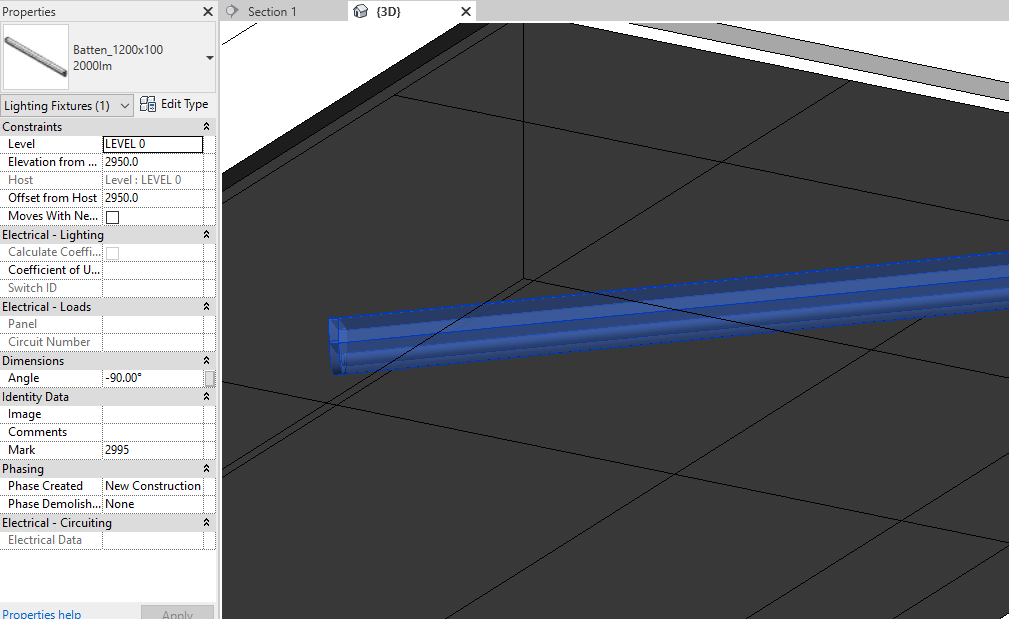 Properties
Section 1
{3D}
Batten_1200x100
2000lm
Lighting Fixtures (1)
Edit Type
Constraints
Level LEVEL 0
Elevation from ... 2950.0
Host Level : LEVEL 0
Offset from Host 2950.0
Moves With Ne...
Electrical - Lighting
Calculate Coeffi...
Coefficient of U...
Switch ID
Electrical - Loads
Panel
Circuit Number
Dimensions
Angle -90.00°
Identity Data
Image
Comments
Mark 2995
Phasing
Phase Created New Construction
Phase Demolish... None
Electrical - Circuiting
Electrical Data
Properties help
Apply